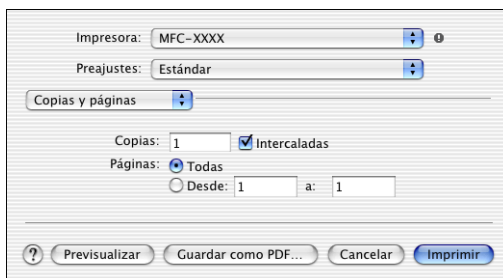 Impresora: MFC-XXXX
Preajustes: Estándar
Copias y páginas
Copias: 1 Intercaladas
Páginas: Todas
Desde: 1 a: 1
? Previsualizar Guardar como PDF... Cancelar Imprimir